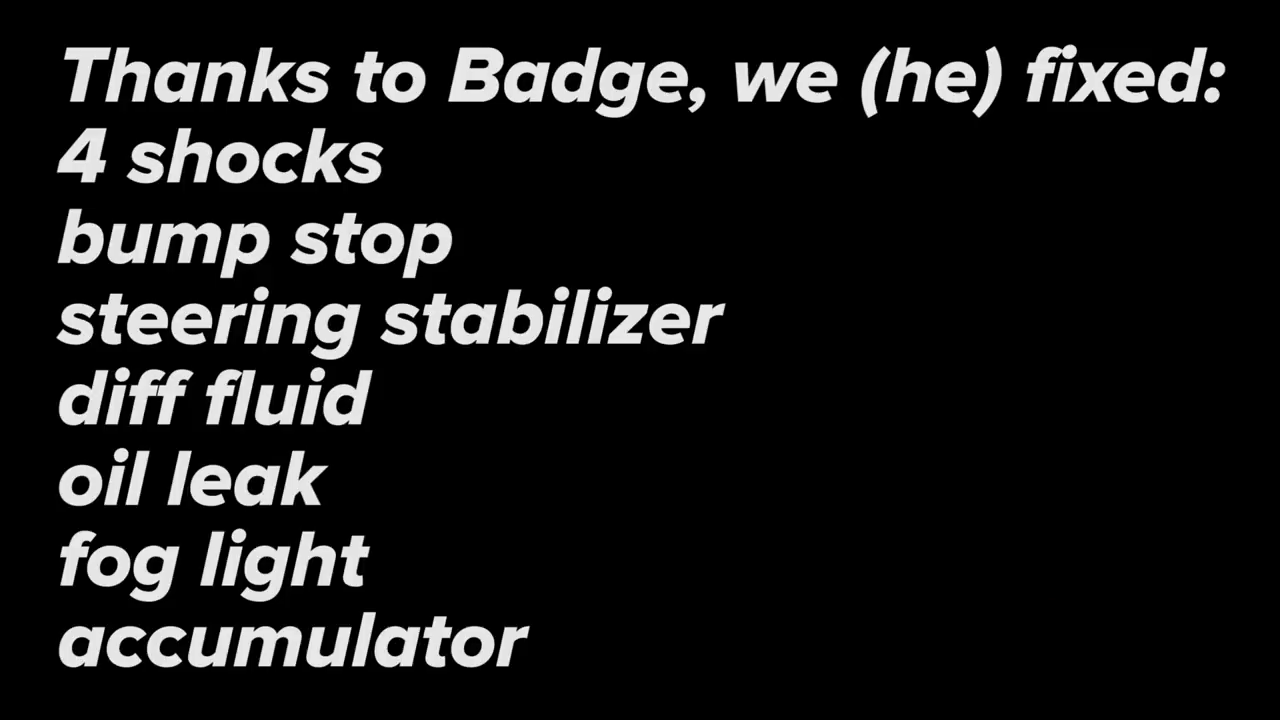 Thanks to Badge, we (he) fixed:
4 shocks
bump stop
steering stabilizer
diff fluid
oil leak
fog light
accumulator